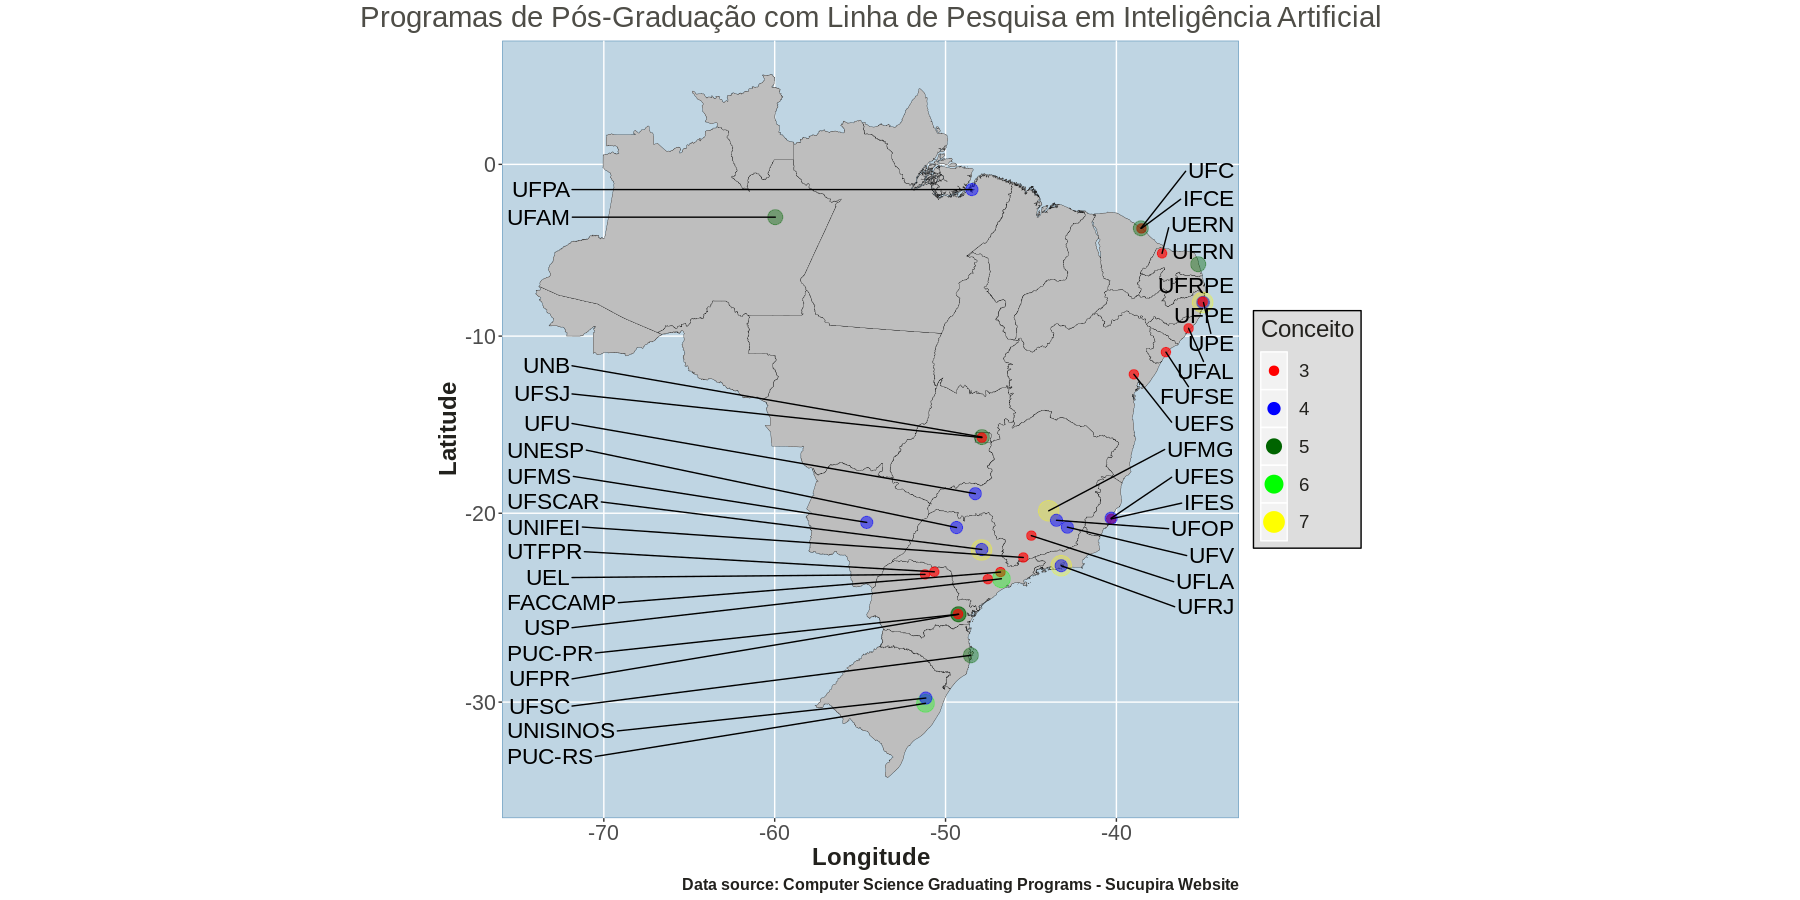 Programas de Pós-Graduação com Linha de Pesquisa em Inteligência Artificial
Latitude
0
-10
-20
-30
UFPA
UFAM
UNB
UFSJ
UFU
UNESP
UFMS
UFSCAR
UNIFEI
UTFPR
UEL
FACCAMP
USP
PUC-PR
UFPR
UFSC
UNISINOS
PUC-RS
UFC
IFCE
UERN
UFRN
UFRPE
UFPE
UPE
UFAL
FUFSE
UEFS
UFMG
UFES
IFES
UFOP
UFV
UFLA
UFRJ
Conceito
3
4
5
6
7
-70
-60
-50
-40
Longitude
Data source: Computer Science Graduating Programs - Sucupira Website